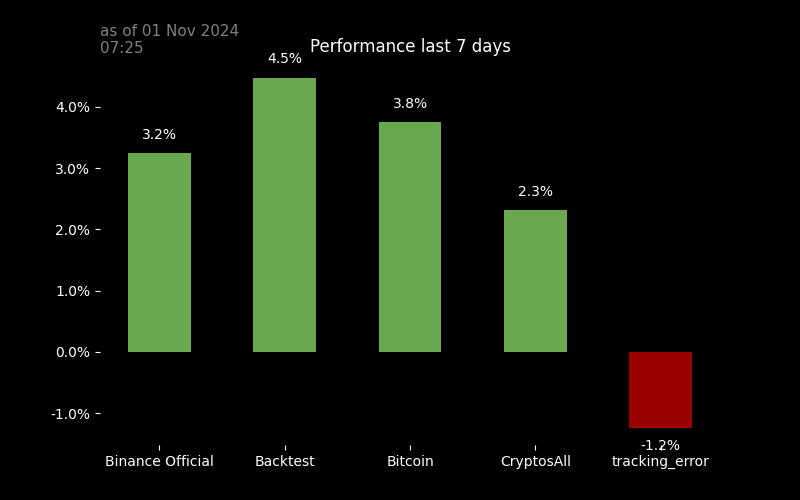 as of 01 Nov 2024
07:25
Performance last 7 days
4.5%
3.8%
3.2%
2.3%
-1.2%
4.0%
3.0%
2.0%
1.0%
0.0%
-1.0%
Binance Official
Backtest
Bitcoin
CryptosAll
tracking_error